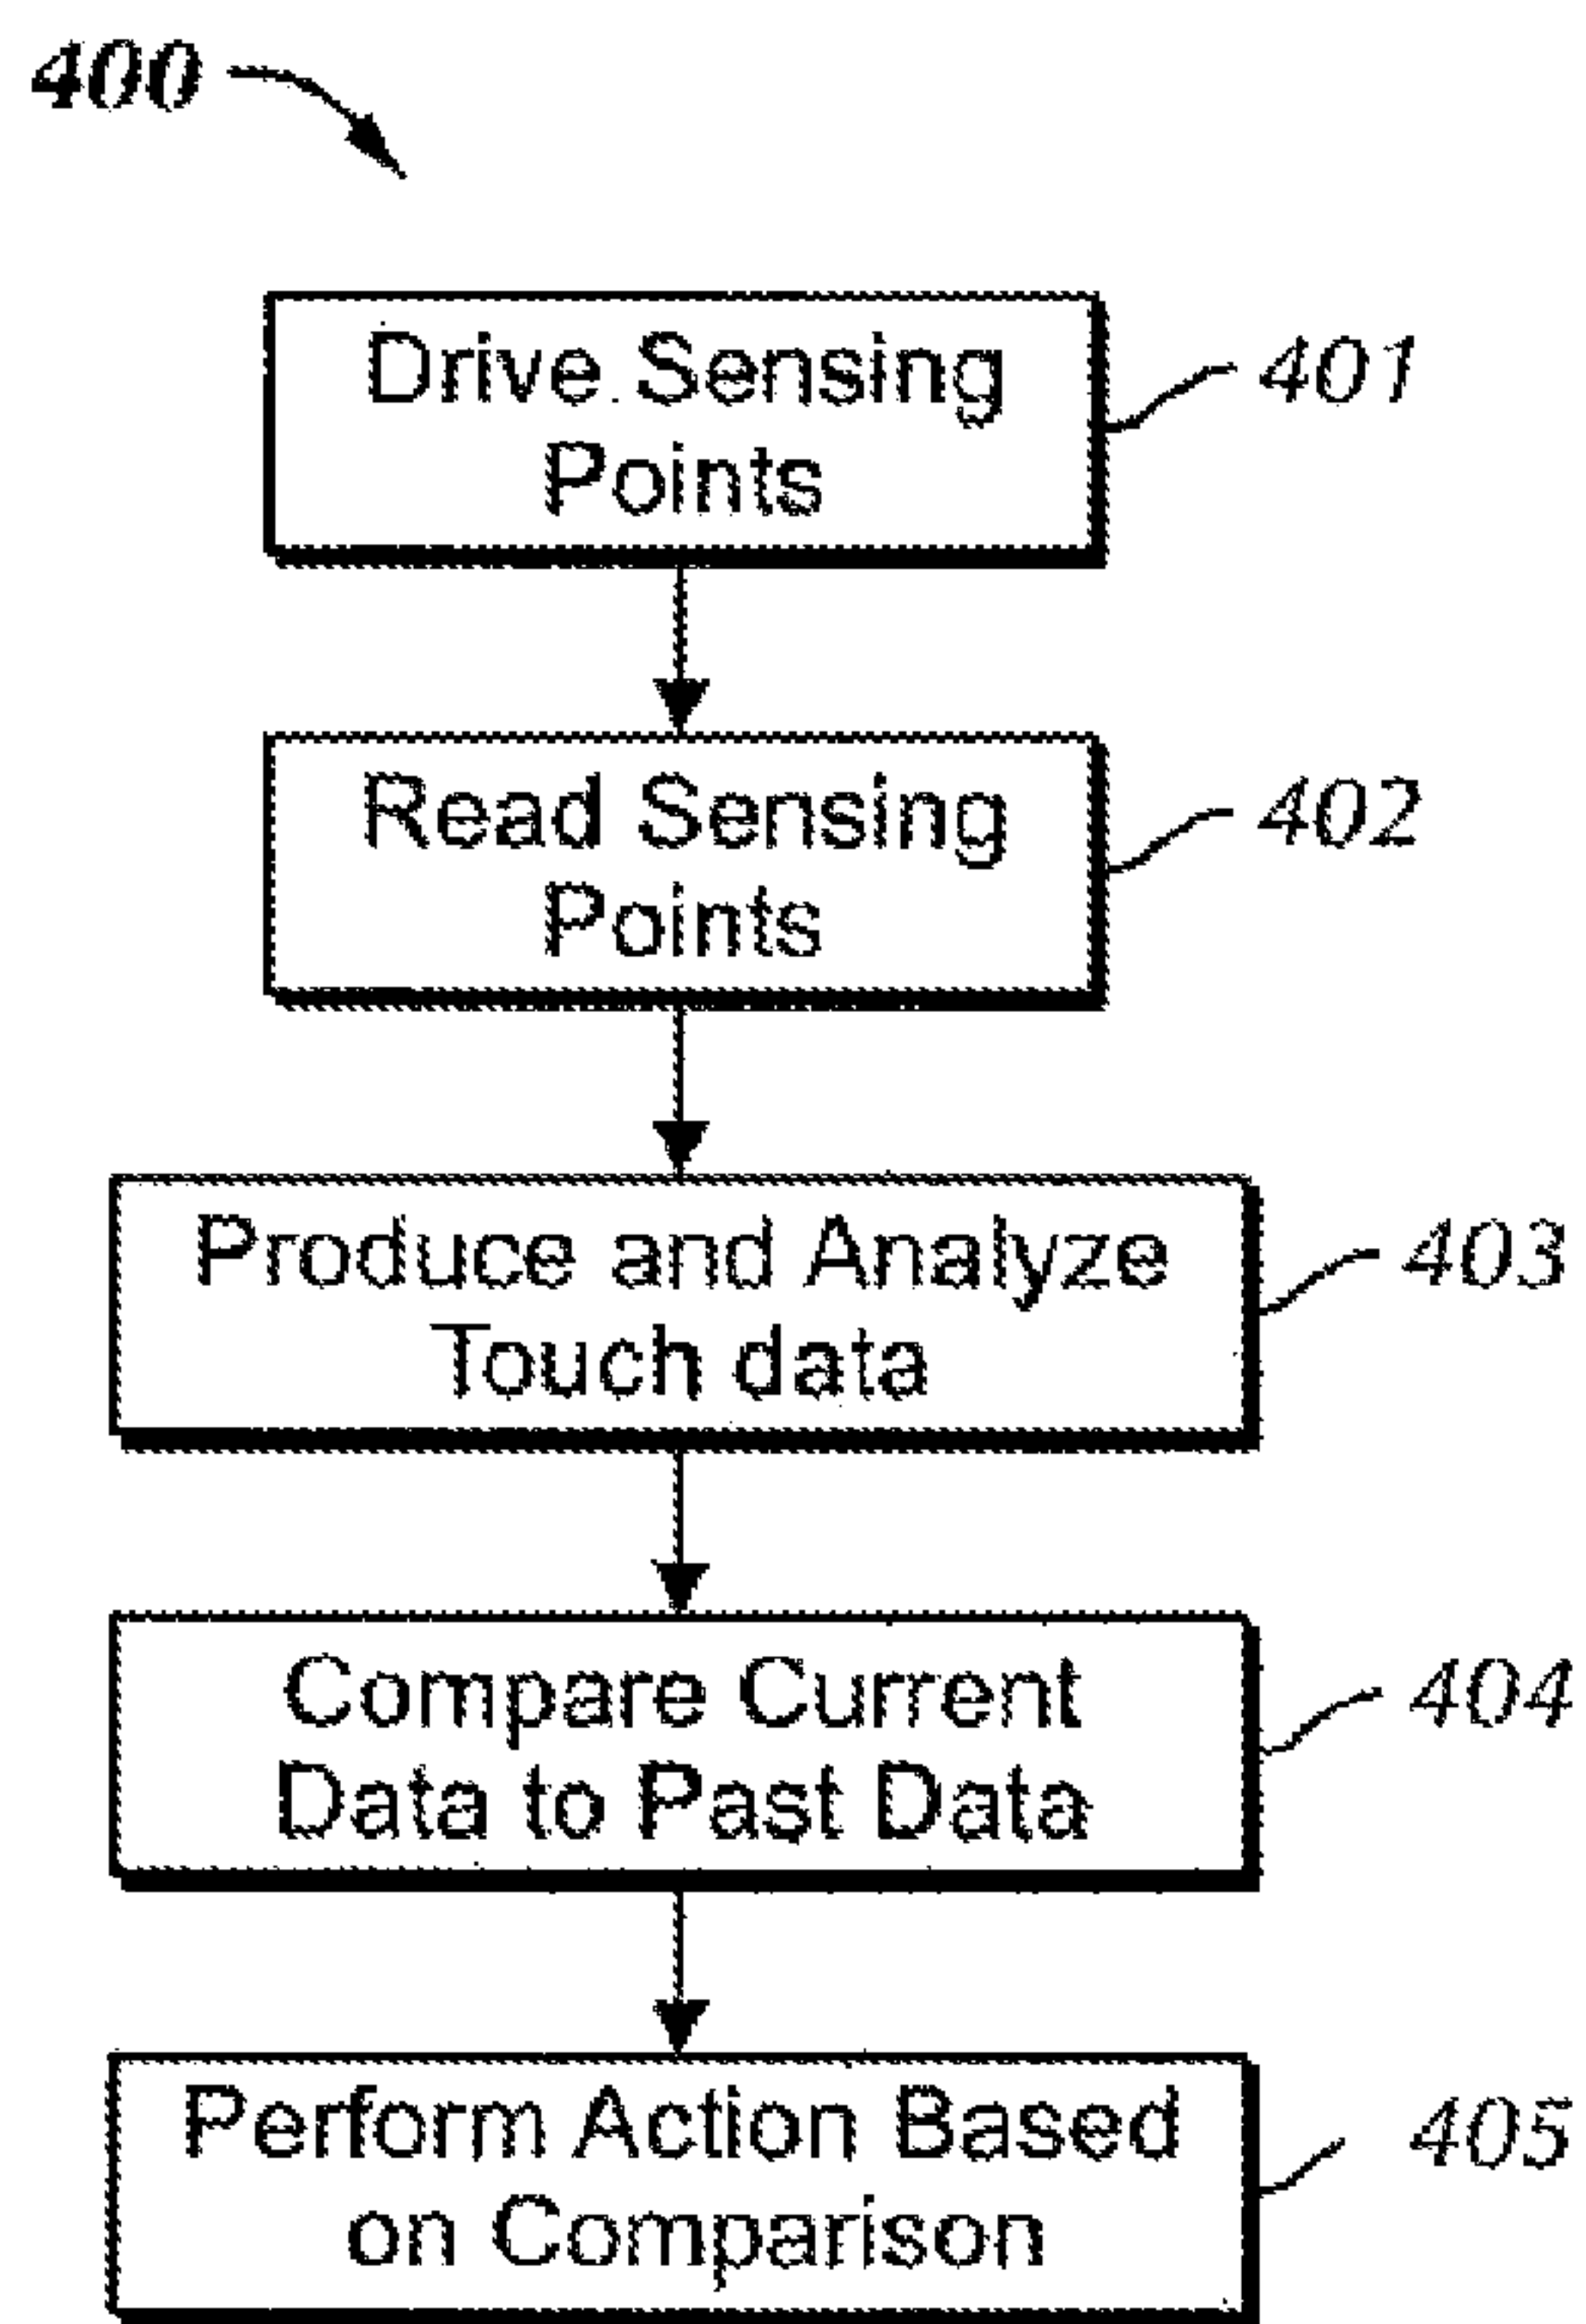 400
Drive Sensing
Points
401
Read Sensing
Points
402
Produce and Analyze
Touch data
403
Compare Current
Data to Past Data
404
Perform Action Based
on Comparison
405